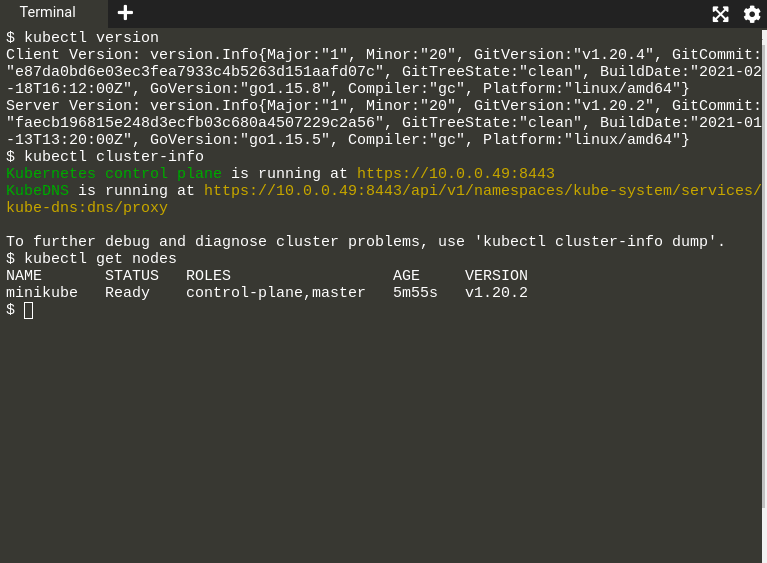 Terminal
$ kubectl version
Client Version: version.Info{Major:"1", Minor:"20", GitVersion:"v1.20.4", GitCommit:
"e87da0bd6e03ec3fea7933c4b5263d151aafd07c", GitTreeState:"clean", BuildDate:"2021-02
-18T16:12:00Z", GoVersion:"go1.15.8", Compiler:"gc", Platform:"linux/amd64"}
Server Version: version.Info{Major:"1", Minor:"20", GitVersion:"v1.20.2", GitCommit:
"faecb196815e248d3ecfb03c680a4507229c2a56", GitTreeState:"clean", BuildDate:"2021-01
-13T13:20:00Z", GoVersion:"go1.15.5", Compiler:"gc", Platform:"linux/amd64"}
$ kubectl cluster-info
Kubernetes control plane is running at https://10.0.0.49:8443
KubeDNS is running at https://10.0.0.49:8443/api/v1/namespaces/kube-system/services/
kube-dns:dns/proxy
To further debug and diagnose cluster problems, use 'kubectl cluster-info dump'.
$ kubectl get nodes
NAME STATUS ROLES AGE VERSION
minikube Ready control-plane,master 5m55s v1.20.2
$